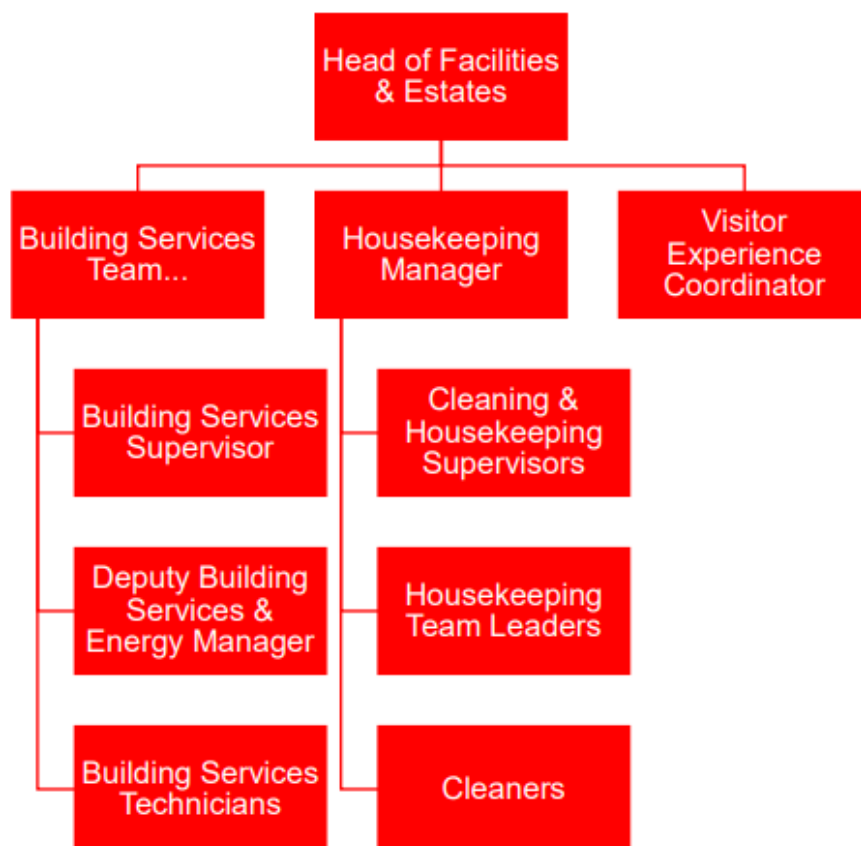 Head of Facilities
& Estates
Building Services
Team...
Housekeeping
Manager
Visitor
Experience
Coordinator
Building Services
Supervisor
Cleaning &
Housekeeping
Supervisors
Deputy Building
Services &
Energy Manager
Housekeeping
Team Leaders
Building Services
Technicians
Cleaners